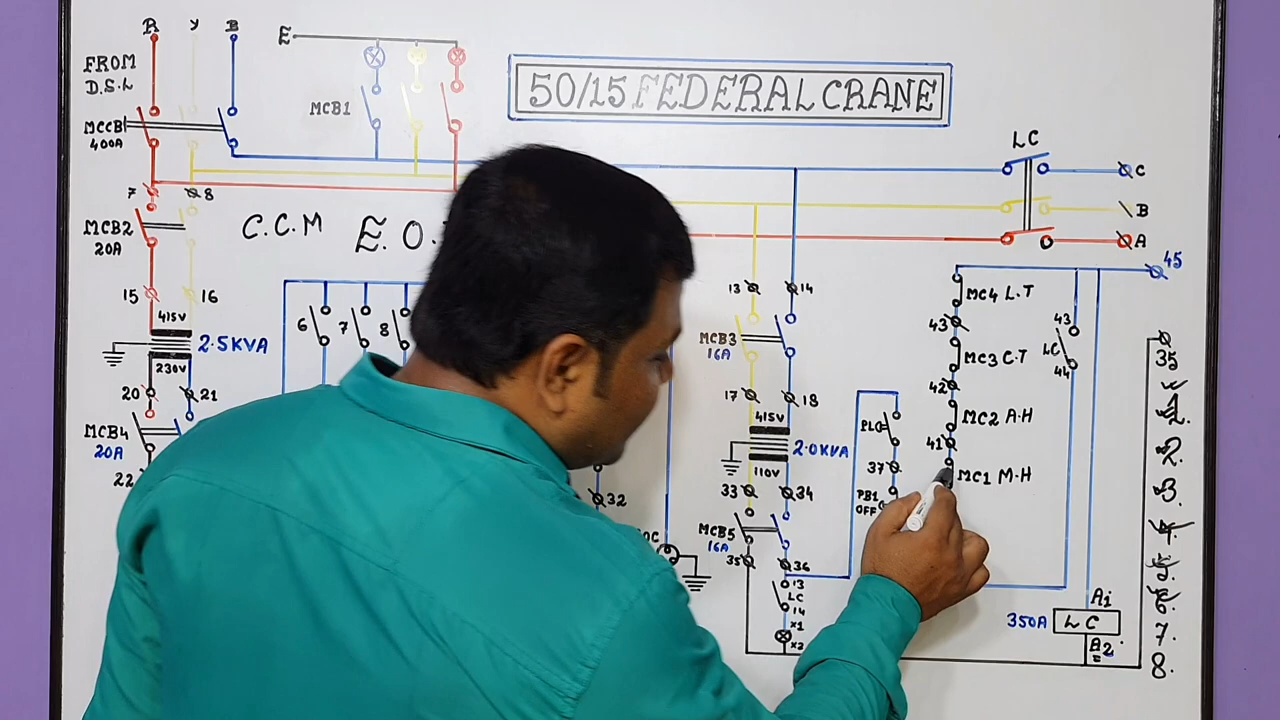 R Y B
E
FROM
D.S.L
MCCB1
400A
MCB1
50/15 FEDERAL CRANE
LC
C
B
A
7 8
MCB2
20A
C.C.M E.O.
15 16
415V
2.5KVA
230V
20 21
MCB4
20A
22
6 7 8
32
DC
13 14
MCB3
16A
17 18
415V
2.0KVA
110V
33 34
MCB5
16A
35 36
13
LC
14
X1
X2
PL
37
PB1
OFF
45
MC4 L.T
43
MC3 C.T
42
MC2 A.H
41
MC1 M.H
43
LC
44
350A
A1
LC
A2
35
1.
2.
3.
4.
5.
6.
7.
8.